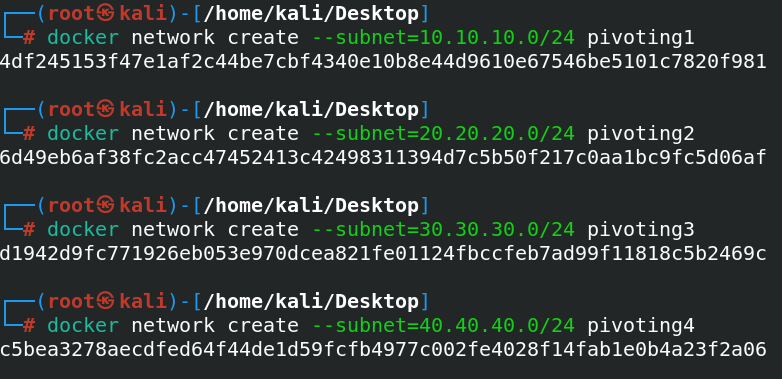 ┌──(root㉿kali)-[/home/kali/Desktop]
└─# docker network create --subnet=10.10.10.0/24 pivoting1
4df245153f47e1af2c44be7cbf4340e10b8e44d9610e67546be5101c7820f981
┌──(root㉿kali)-[/home/kali/Desktop]
└─# docker network create --subnet=20.20.20.0/24 pivoting2
6d49eb6af38fc2acc47452413c42498311394d7c5b50f217c0aa1bc9fc5d06af
┌──(root㉿kali)-[/home/kali/Desktop]
└─# docker network create --subnet=30.30.30.0/24 pivoting3
d1942d9fc771926eb053e970dcea821fe01124fbccfeb7ad99f11818c5b2469c
┌──(root㉿kali)-[/home/kali/Desktop]
└─# docker network create --subnet=40.40.40.0/24 pivoting4
c5bea3278aecdfed64f44de1d59fcfb4977c002fe4028f14fab1e0b4a23f2a06